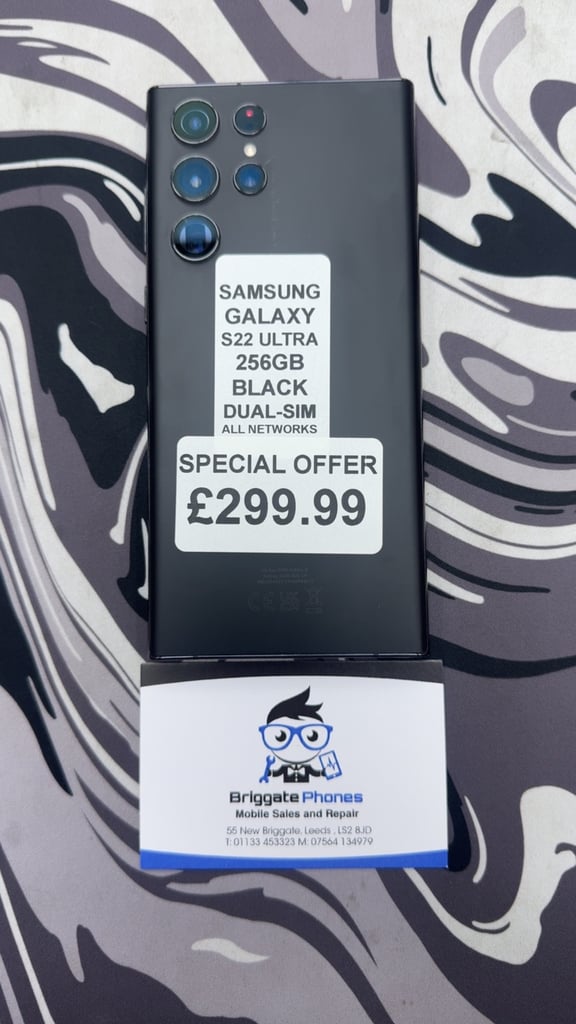 SAMSUNG
GALAXY
S22 ULTRA
256GB
BLACK
DUAL-SIM
ALL NETWORKS
SPECIAL OFFER
£299.99
Briggate Phones
Mobile Sales and Repair
55 New Briggate, Leeds , LS2 8JD
T: 01133 453323 M: 07564 134979